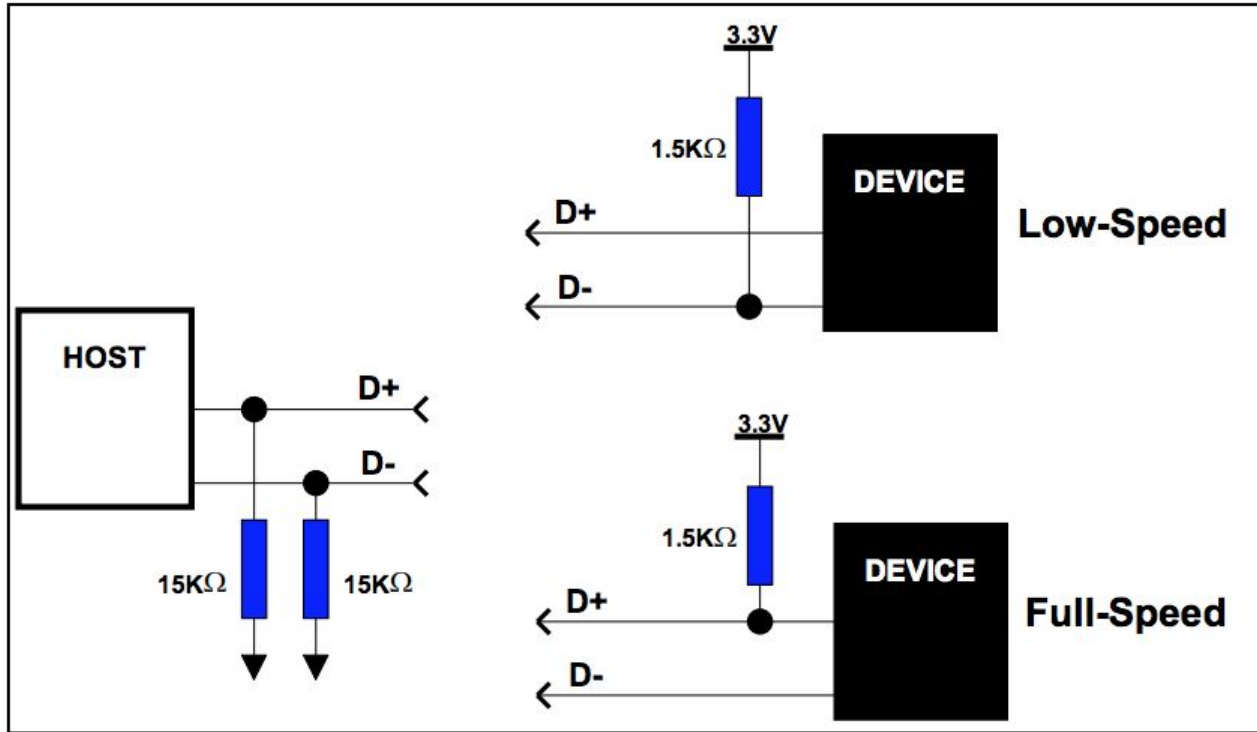 3.3V
1.5KΩ
DEVICE
D+
Low-Speed
D-
HOST
D+
D-
15KΩ
15KΩ
3.3V
1.5KΩ
DEVICE
D+
Full-Speed
D-